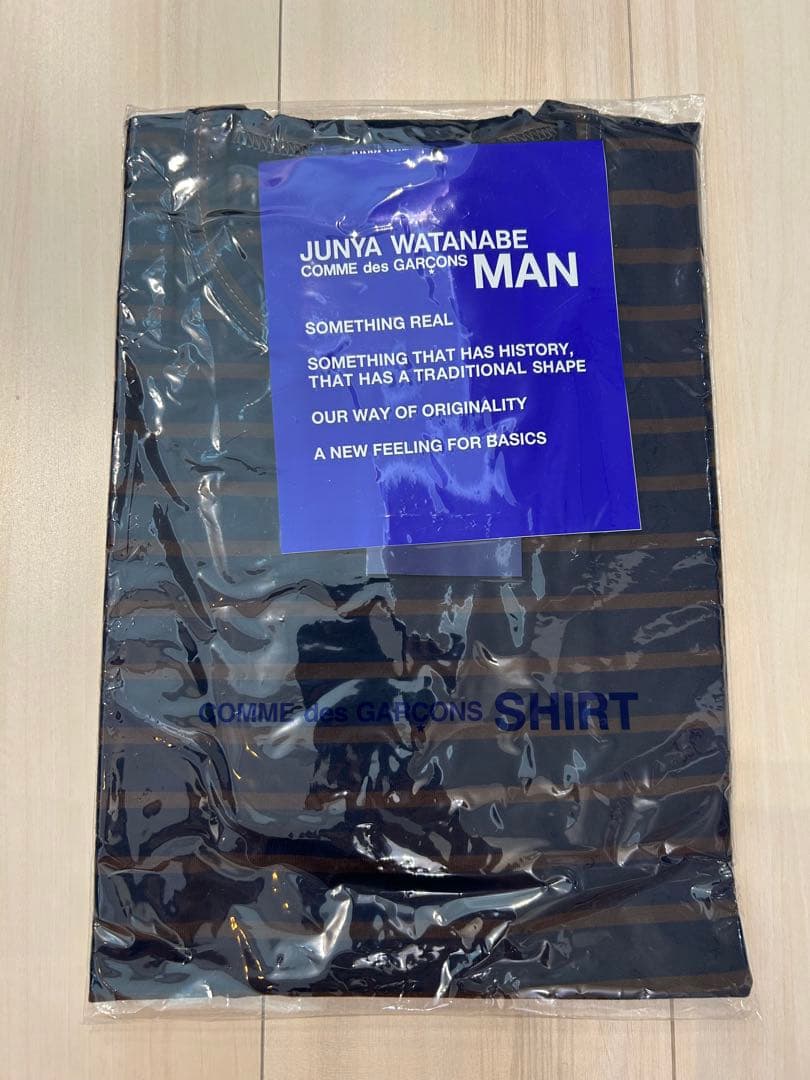 JUNYA WATANABE
COMME des GARÇONS MAN
SOMETHING REAL
SOMETHING THAT HAS HISTORY,
THAT HAS A TRADITIONAL SHAPE
OUR WAY OF ORIGINALITY
A NEW FEELING FOR BASICS
COMME des GARÇONS SHIRT